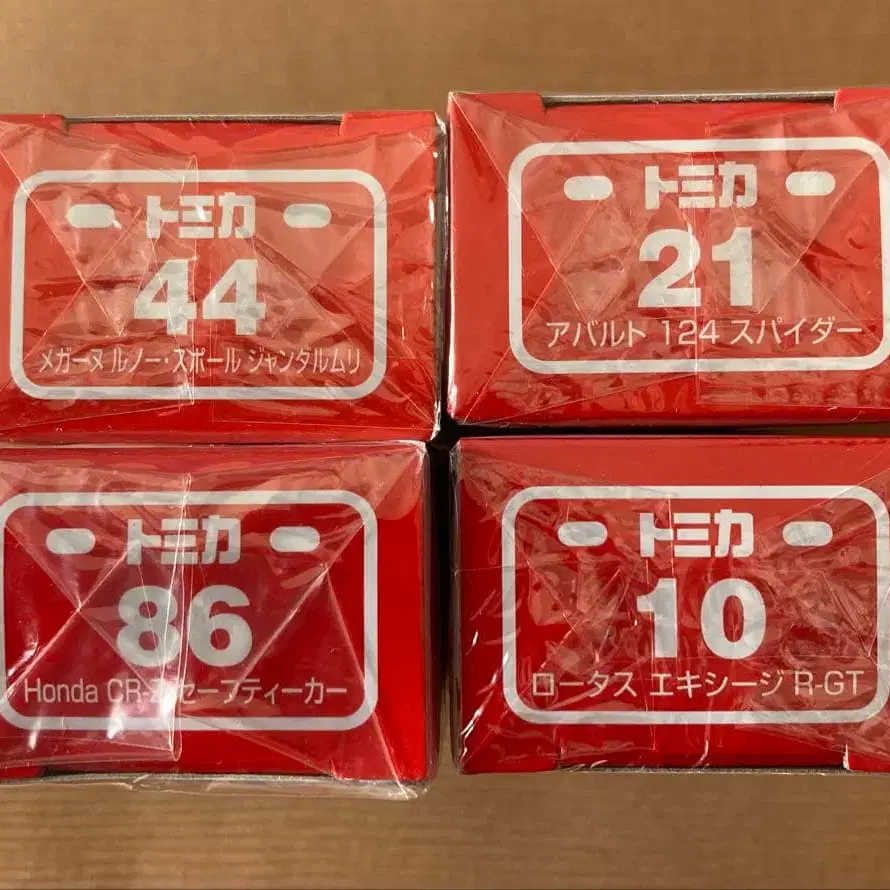 トミカ
44
メガーヌ ルノー・スポール ジャンダルムリ
トミカ
21
アバルト 124 スパイダー
トミカ
86
Honda CR-Z セーフティーカー
トミカ
10
ロータス エキシージ R-GT